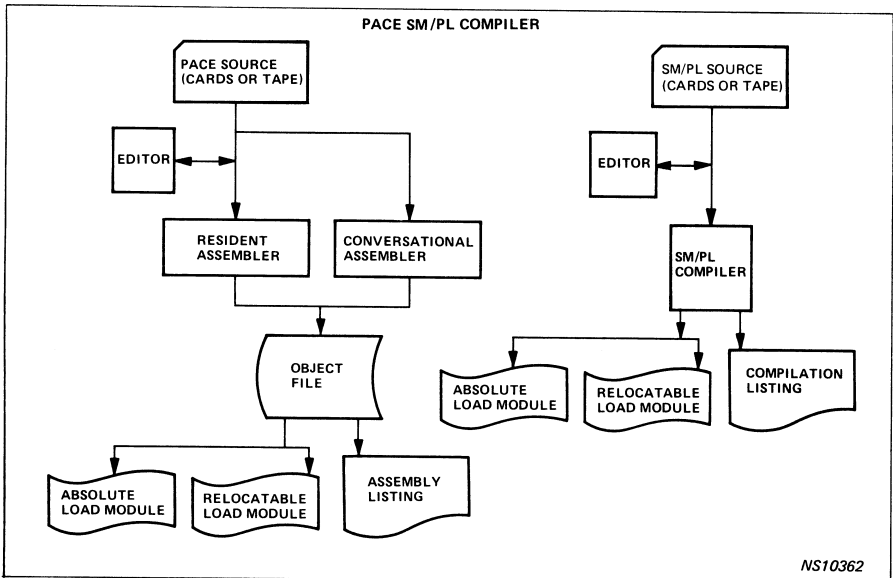 PACE SM/PL COMPILER
PACE SOURCE
(CARDS OR TAPE)
EDITOR
RESIDENT
ASSEMBLER
CONVERSATIONAL
ASSEMBLER
OBJECT
FILE
ABSOLUTE
LOAD MODULE
RELOCATABLE
LOAD MODULE
ASSEMBLY
LISTING
SM/PL SOURCE
(CARDS OR TAPE)
EDITOR
SM/PL
COMPILER
ABSOLUTE
LOAD MODULE
RELOCATABLE
LOAD MODULE
COMPILATION
LISTING
NS10362